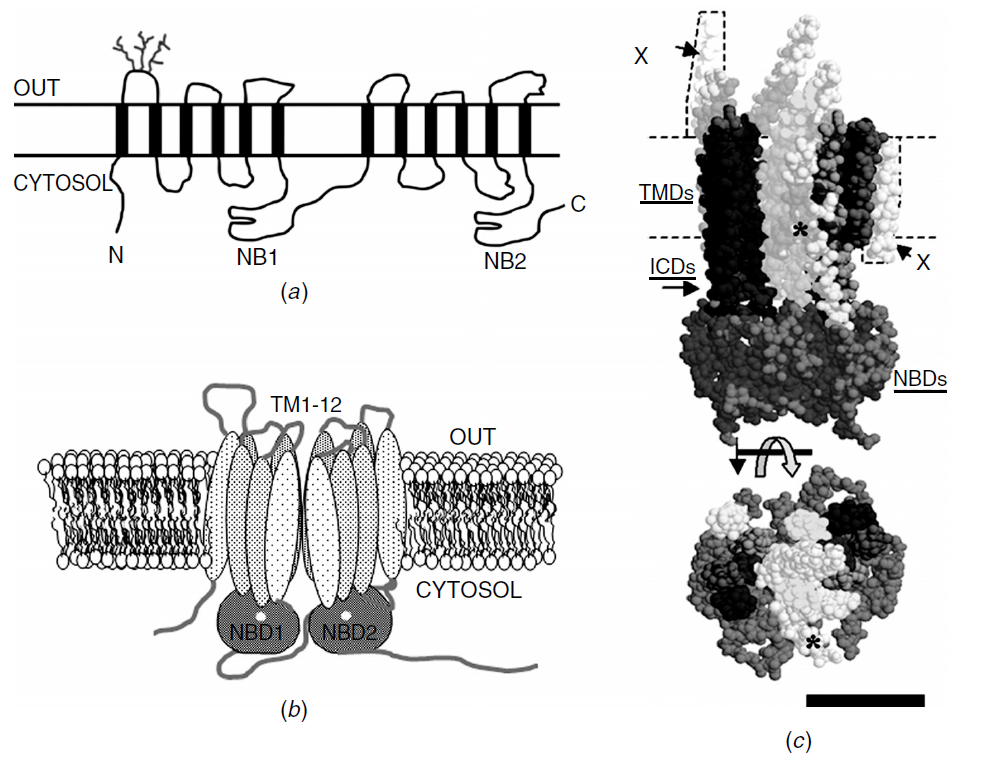 OUT
CYTOSOL
N
NB1
NB2
C
(a)
TM1-12
OUT
CYTOSOL
NBD1
NBD2
(b)
X
TMDs
*
ICDs
X
NBDs
*
(c)